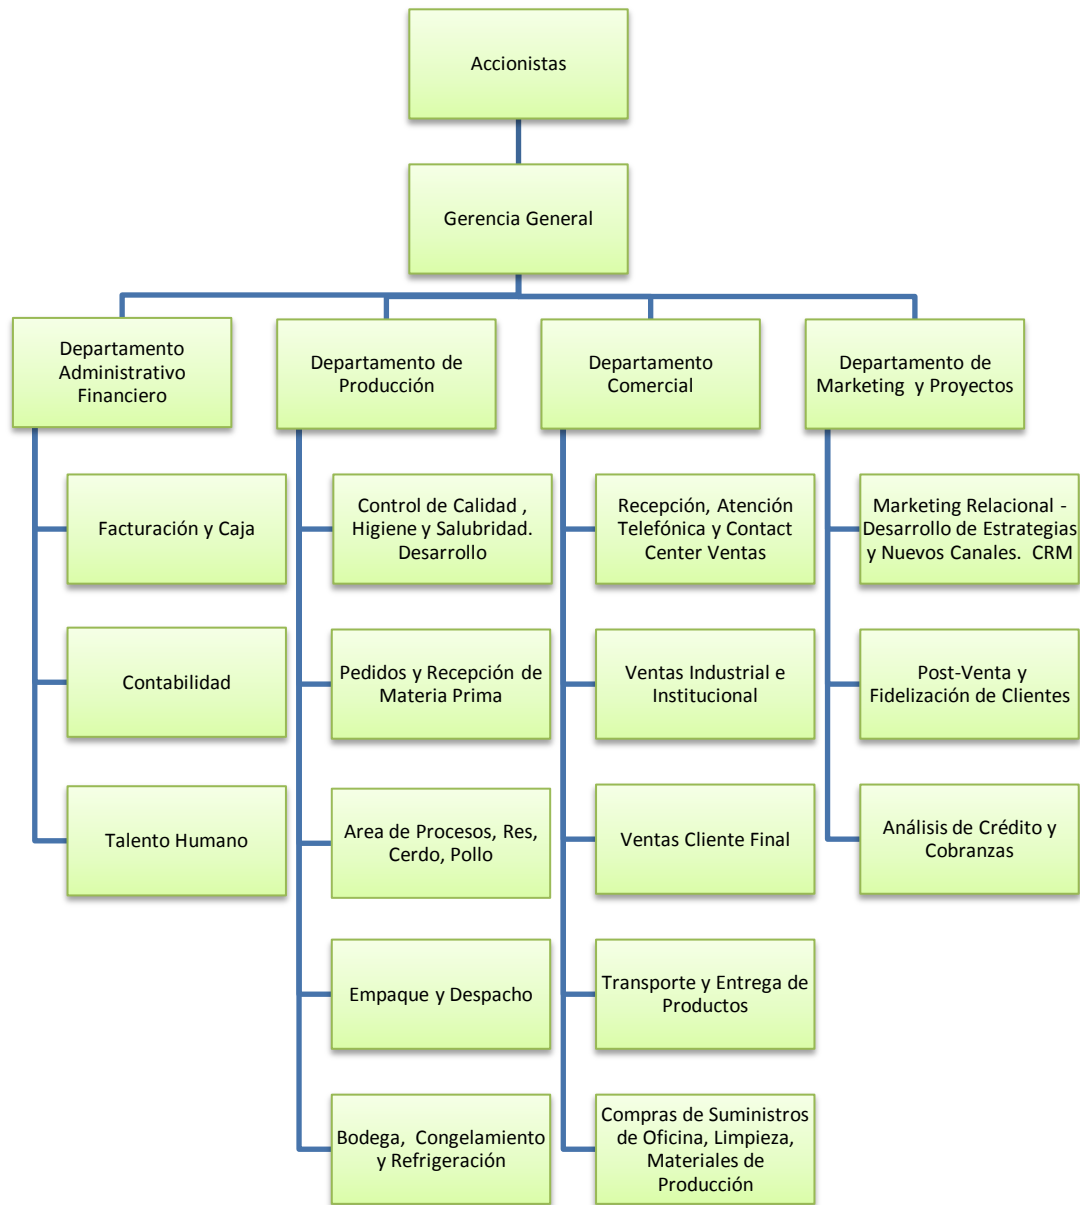 Accionistas
Gerencia General
Departamento
Administrativo
Financiero
Departamento de
Producción
Departamento
Comercial
Departamento de
Marketing y Proyectos
Facturación y Caja
Contabilidad
Talento Humano
Control de Calidad ,
Higiene y Salubridad.
Desarrollo
Pedidos y Recepción de
Materia Prima
Area de Procesos, Res,
Cerdo, Pollo
Empaque y Despacho
Bodega, Congelamiento
y Refrigeración
Recepción, Atención
Telefónica y Contact
Center Ventas
Ventas Industrial e
Institucional
Ventas Cliente Final
Transporte y Entrega de
Productos
Compras de Suministros
de Oficina, Limpieza,
Materiales de
Producción
Marketing Relacional -
Desarrollo de Estrategias
y Nuevos Canales. CRM
Post-Venta y
Fidelización de Clientes
Análisis de Crédito y
Cobranzas